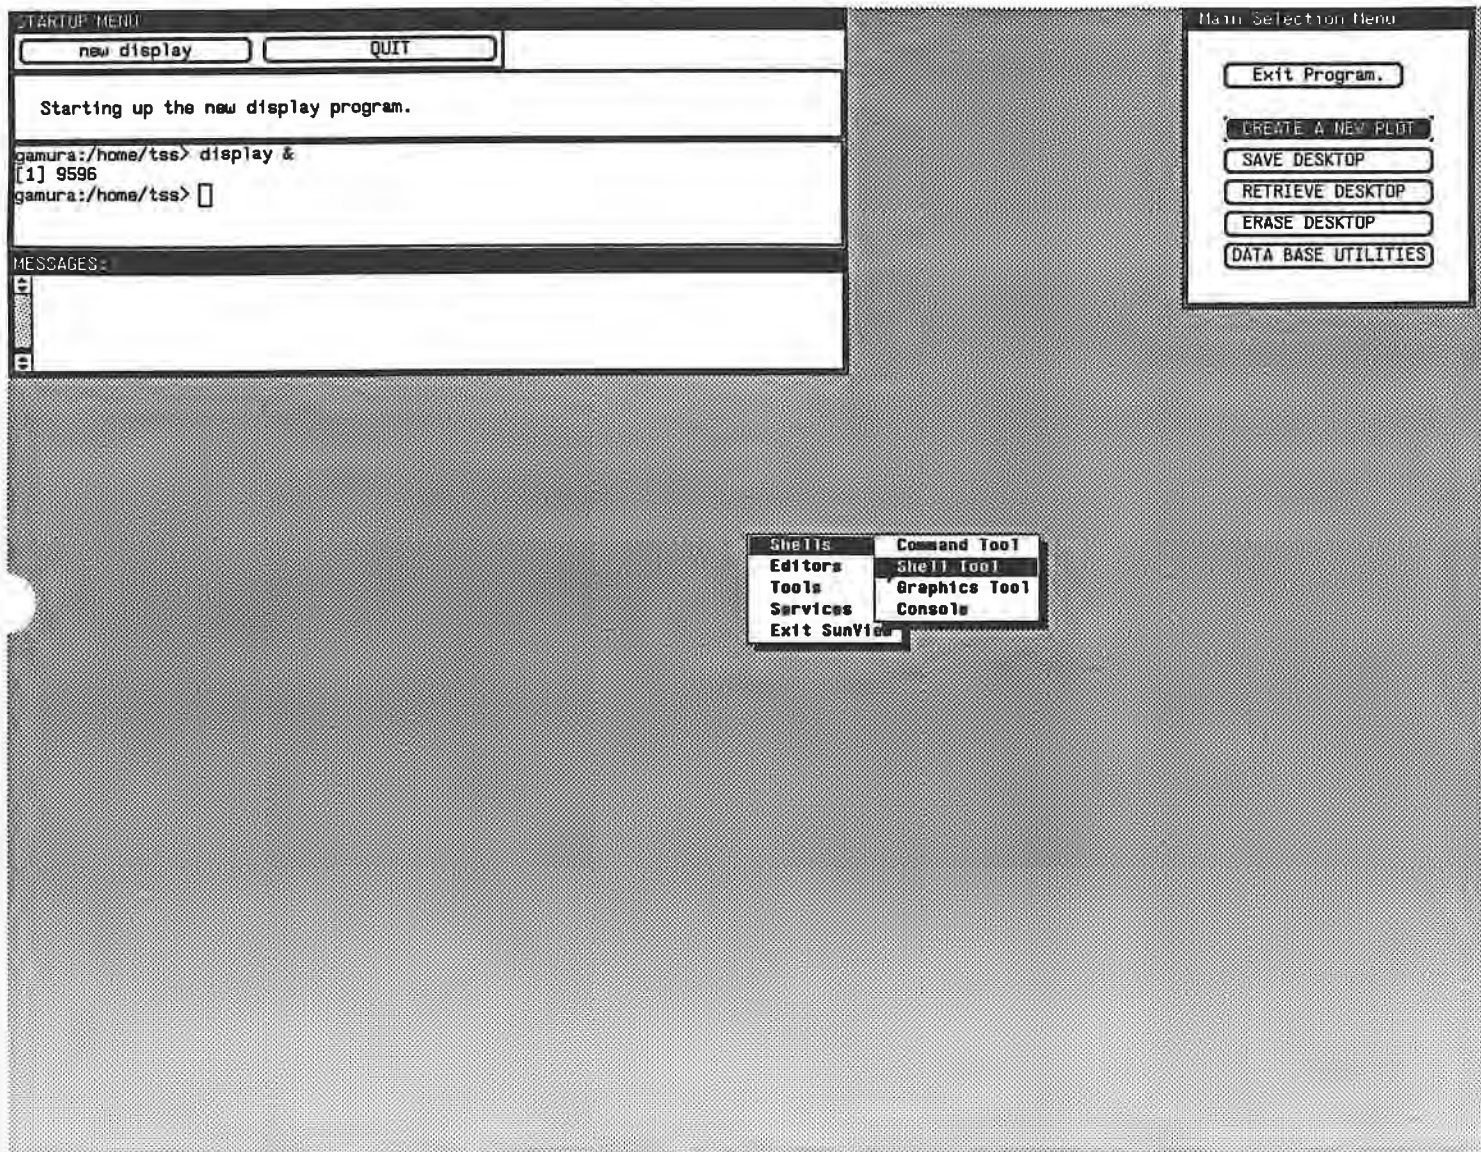 STARTUP MENU
new display
QUIT
Starting up the new display program.
gamura:/home/tss> display &
[1] 9596
gamura:/home/tss>
MESSAGES:
Main Selection Menu
Exit Program.
CREATE A NEW PLOT
SAVE DESKTOP
RETRIEVE DESKTOP
ERASE DESKTOP
DATA BASE UTILITIES
Shells
Editors
Tools
Services
Exit SunView
Command Tool
Shell Tool
Graphics Tool
Console